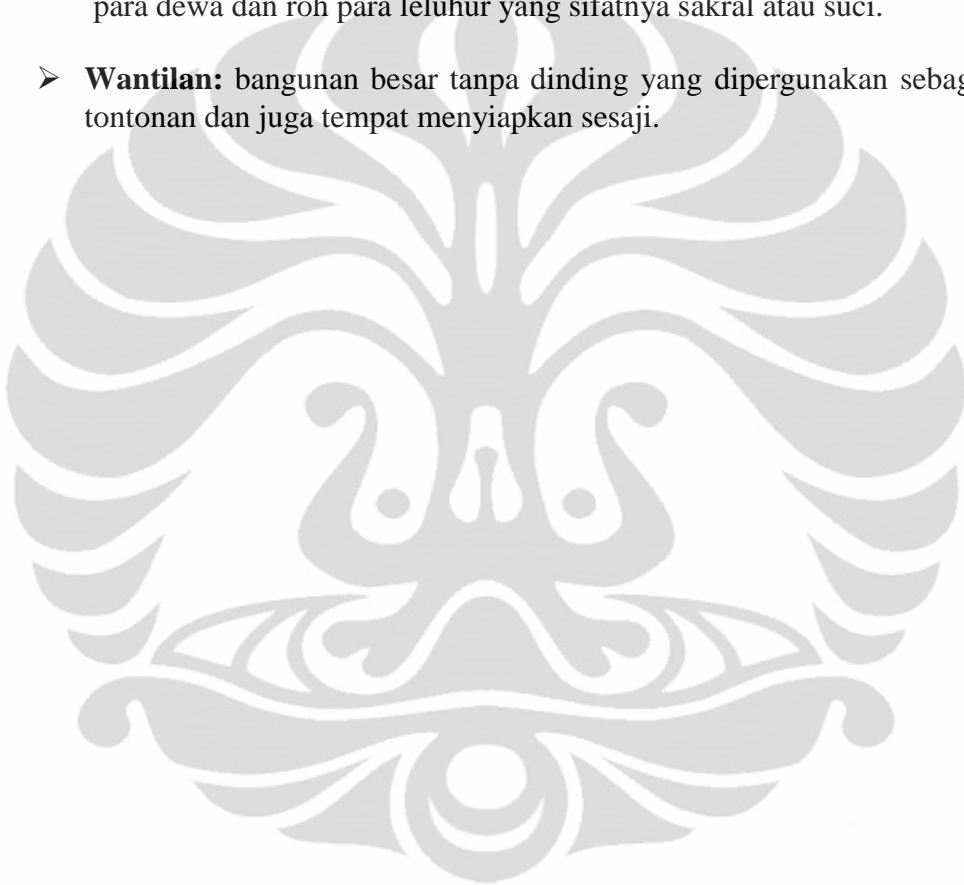 para dewa dan roh para leluhur yang sifatnya sakral atau suci.
➤ Wantilan: bangunan besar tanpa dinding yang dipergunakan sebag
tontonan dan juga tempat menyiapkan sesaji.